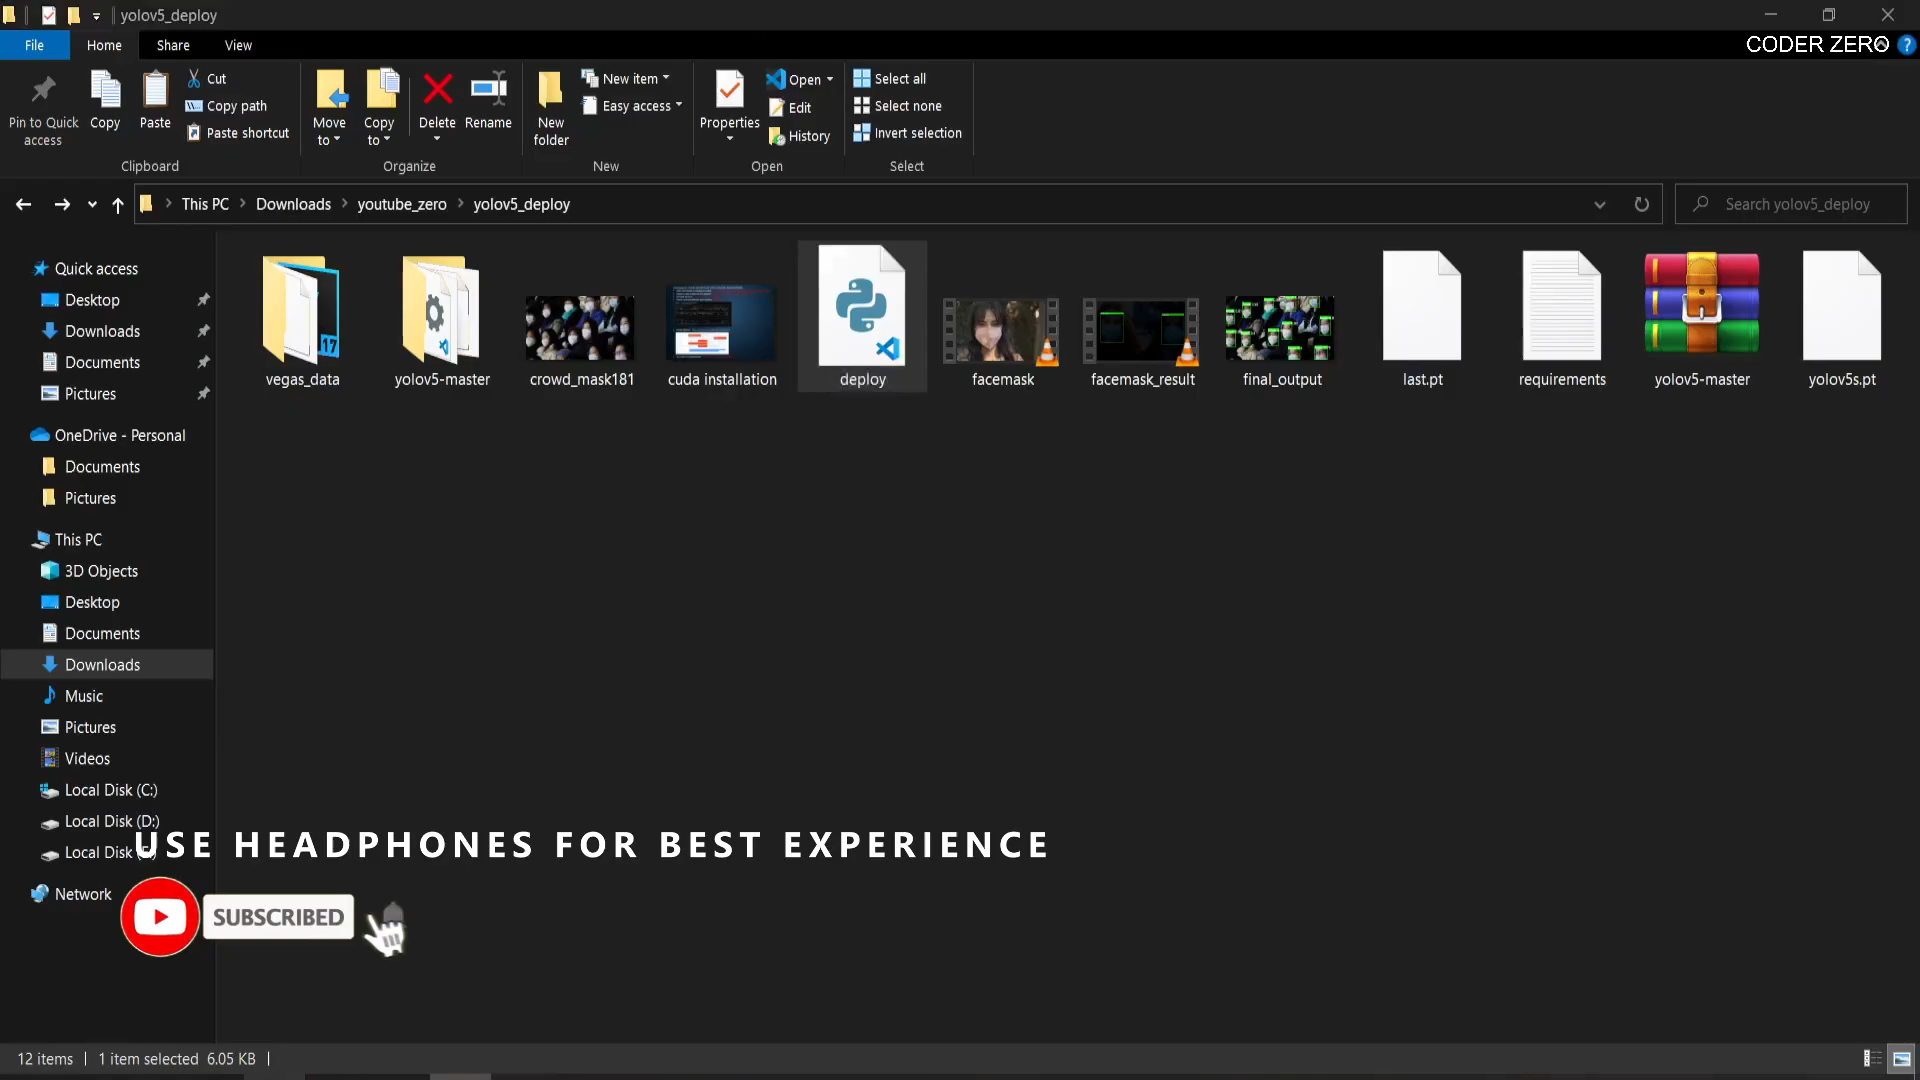 yolov5_deploy
File
Home
Share
View
CODER ZERO
Pin to Quick access
Copy
Paste
Cut
Copy path
Paste shortcut
Clipboard
Move to
Copy to
Delete
Rename
Organize
New folder
New item
Easy access
New
Properties
Open
Edit
History
Open
Select all
Select none
Invert selection
Select
This PC > Downloads > youtube_zero > yolov5_deploy
Search yolov5_deploy
Quick access
Desktop
Downloads
Documents
Pictures
OneDrive - Personal
Documents
Pictures
This PC
3D Objects
Desktop
Documents
Downloads
Music
Pictures
Videos
Local Disk (C:)
Local Disk (D:)
Local Disk
Network
vegas_data
17
yolov5-master
crowd_mask181
cuda installation
deploy
facemask
facemask_result
final_output
last.pt
requirements
yolov5-master
yolov5s.pt
USE HEADPHONES FOR BEST EXPERIENCE
SUBSCRIBED
12 items
1 item selected 6.05 KB